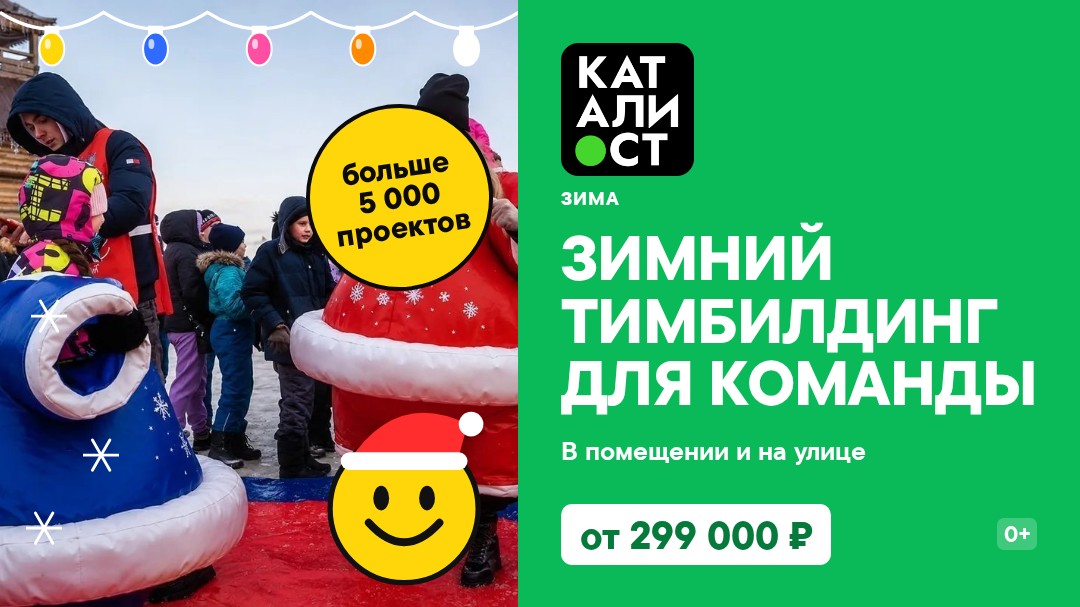 больше
5 000
проектов
КАТ
АЛИ
СТ
ЗИМА
ЗИМНИЙ
ТИМБИЛДИНГ
ДЛЯ КОМАНДЫ
В помещении и на улице
от 299 000 ₽
0+